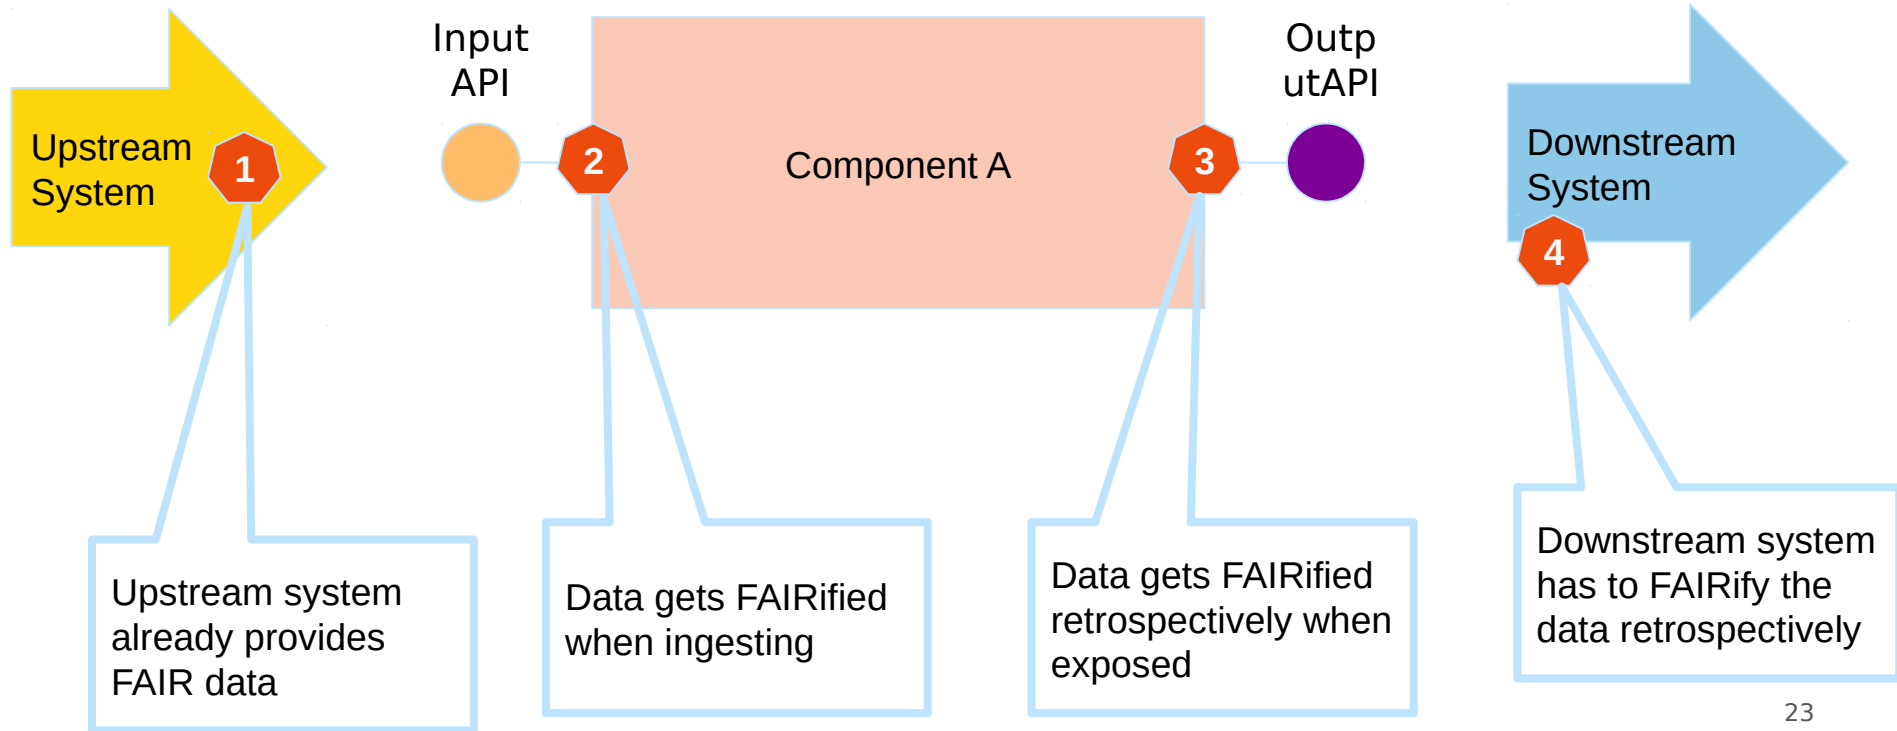 Input
API
Outp
utAPI
Upstream
System
1
2
Component A
3
Downstream
System
4
Upstream system
already provides
FAIR data
Data gets FAIRified
when ingesting
Data gets FAIRified
retrospectively when
exposed
Downstream system
has to FAIRify the
data retrospectively
23